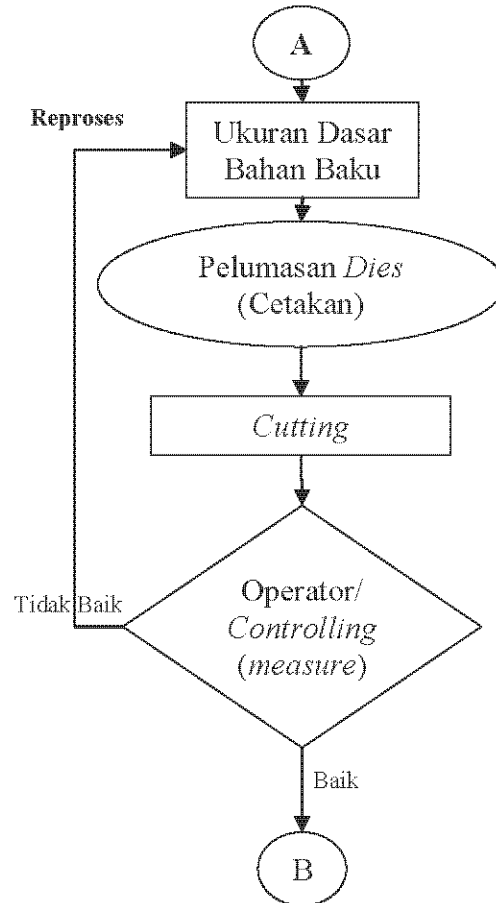 A
Reproses
Ukuran Dasar
Bahan Baku
Pelumasan Dies
(Cetakan)
Cutting
Operator/
Controlling
(measure)
Tidak Baik
Baik
B